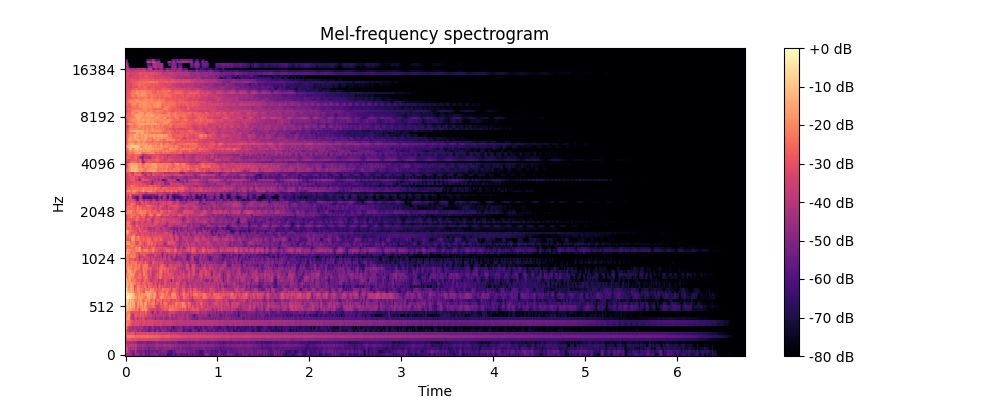 Mel-frequency spectrogram
Hz
16384
8192
4096
2048
1024
512
0
0 1 2 3 4 5 6
Time
+0 dB
-10 dB
-20 dB
-30 dB
-40 dB
-50 dB
-60 dB
-70 dB
-80 dB